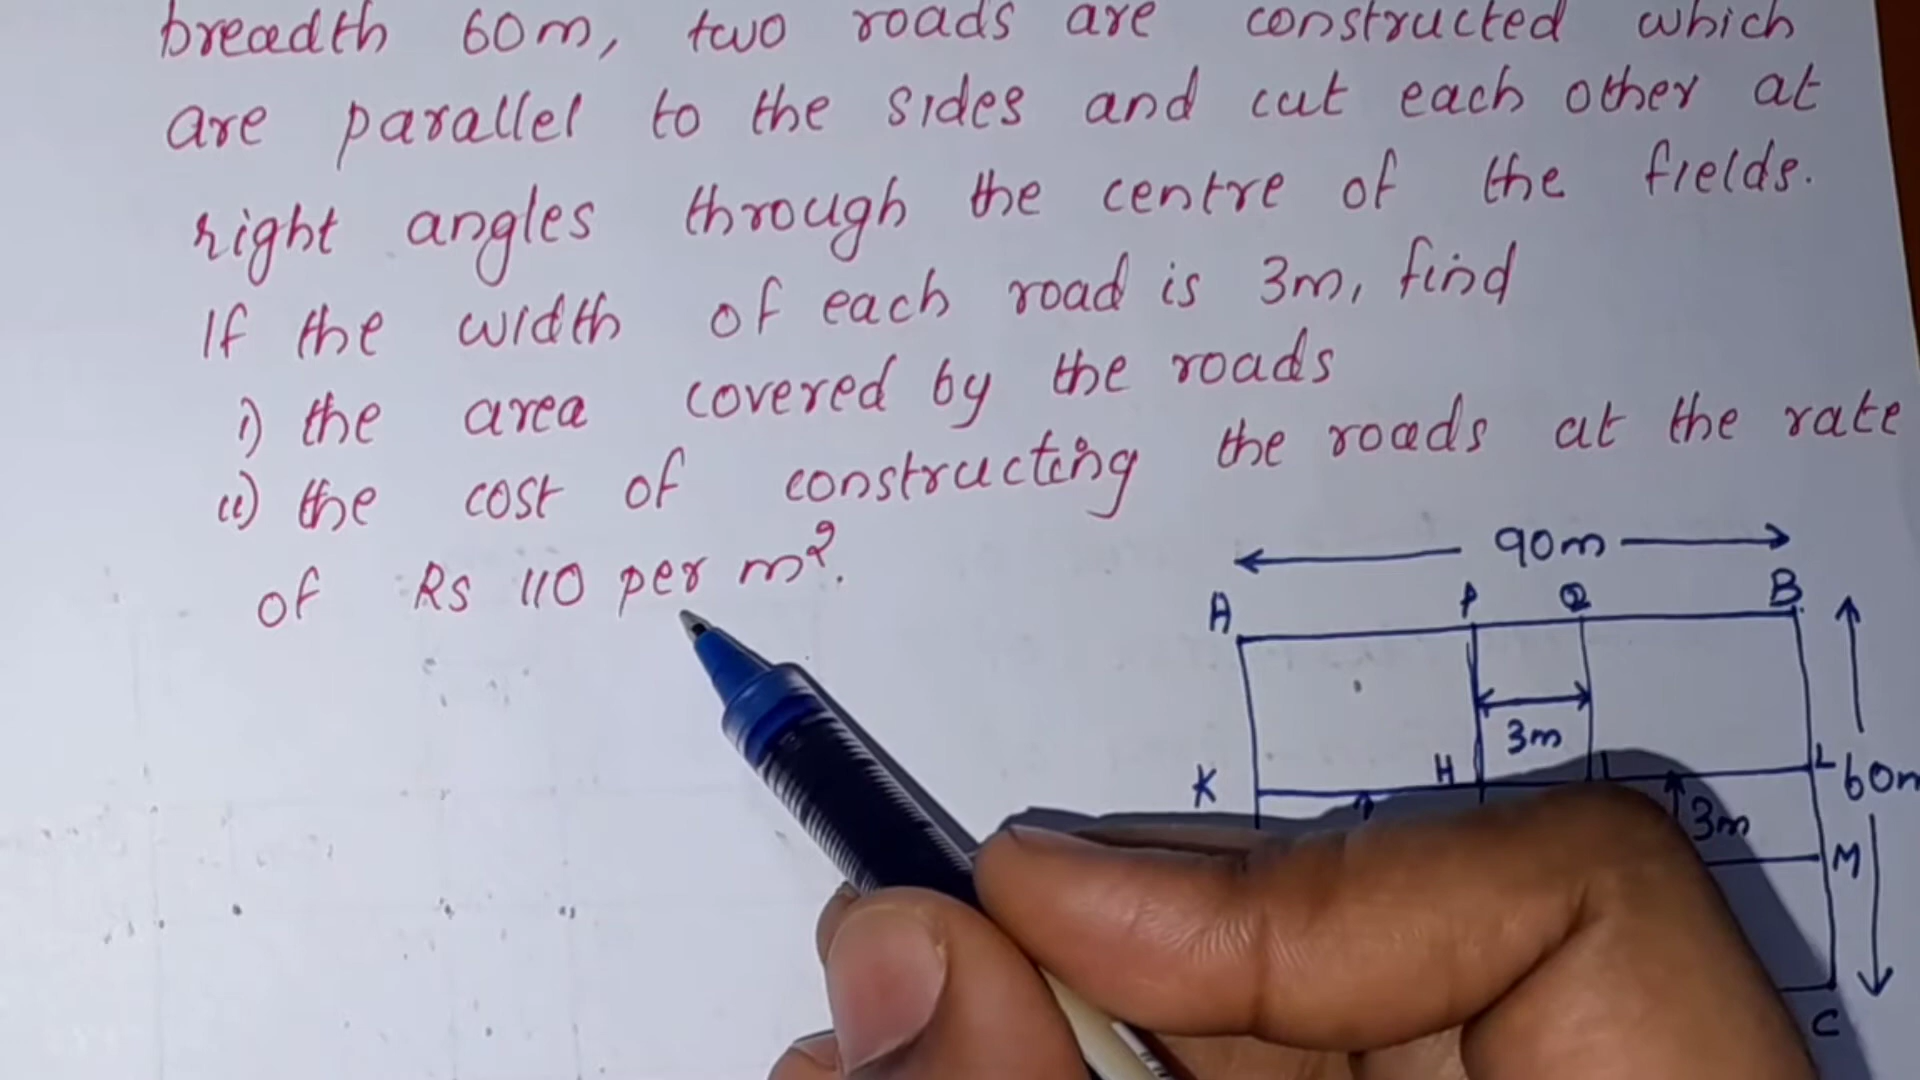 breadth 60m, two roads are constructed which
are parallel to the sides and cut each other at
right angles through the centre of the fields.
If the width of each road is 3m, find
i) the area covered by the roads
ii) the cost of constructing the roads at the rate
of Rs 110 per m².
90m
A P Q B
3m
K H L 60m
3m
M
C